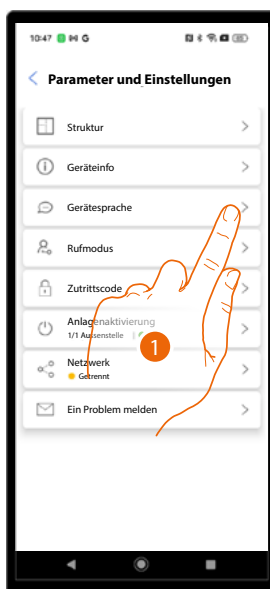 10:47 G
Parameter und Einstellungen
Struktur
Geräteinfo
Gerätesprache
Rufmodus
Zutrittscode
Anlagenaktivierung
1/1 Aussenstelle
1
Netzwerk
Getrennt
Ein Problem melden